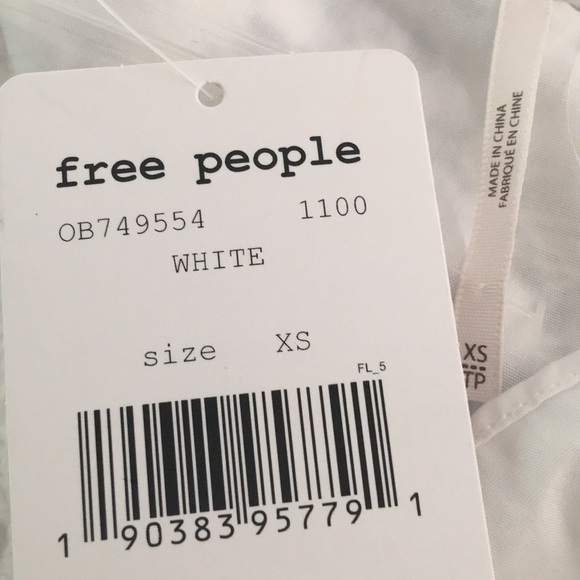 free people
OB749554 1100
WHITE
size XS
FL_5
1 90383 95779 1
MADE IN CHINA
FABRIQUÉ EN CHINE
XS
TP